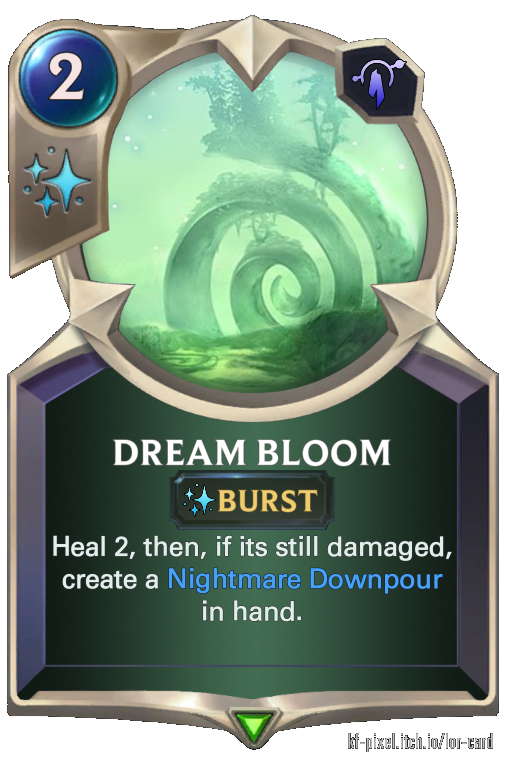 2
DREAM BLOOM
BURST
Heal 2, then, if its still damaged,
create a Nightmare Downpour
in hand.
kf-pixel.itch.io/lor-card